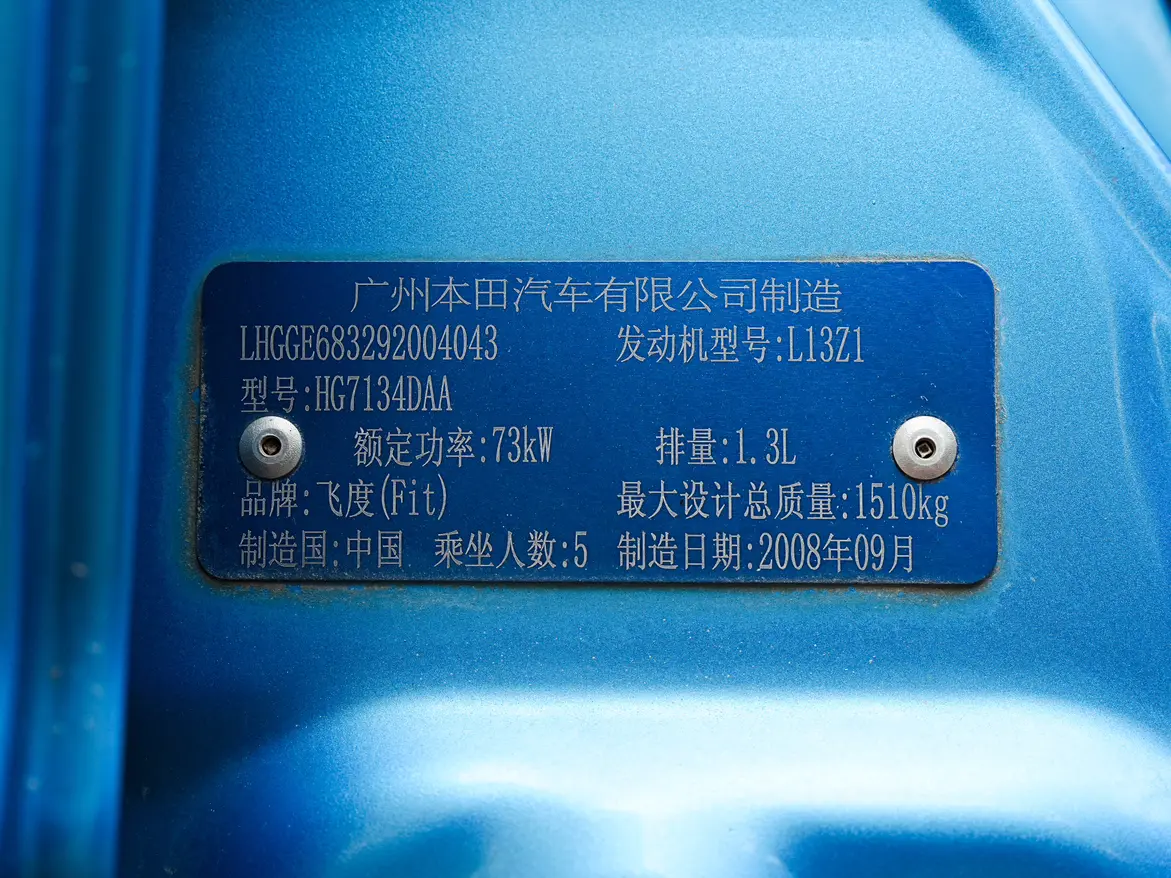 广州本田汽车有限公司制造
LHGGE683292004043 发动机型号:L13Z1
型号:HG7134DAA
额定功率:73kW 排量:1.3L
品牌:飞度(Fit) 最大设计总质量:1510kg
制造国:中国 乘坐人数:5 制造日期:2008年09月